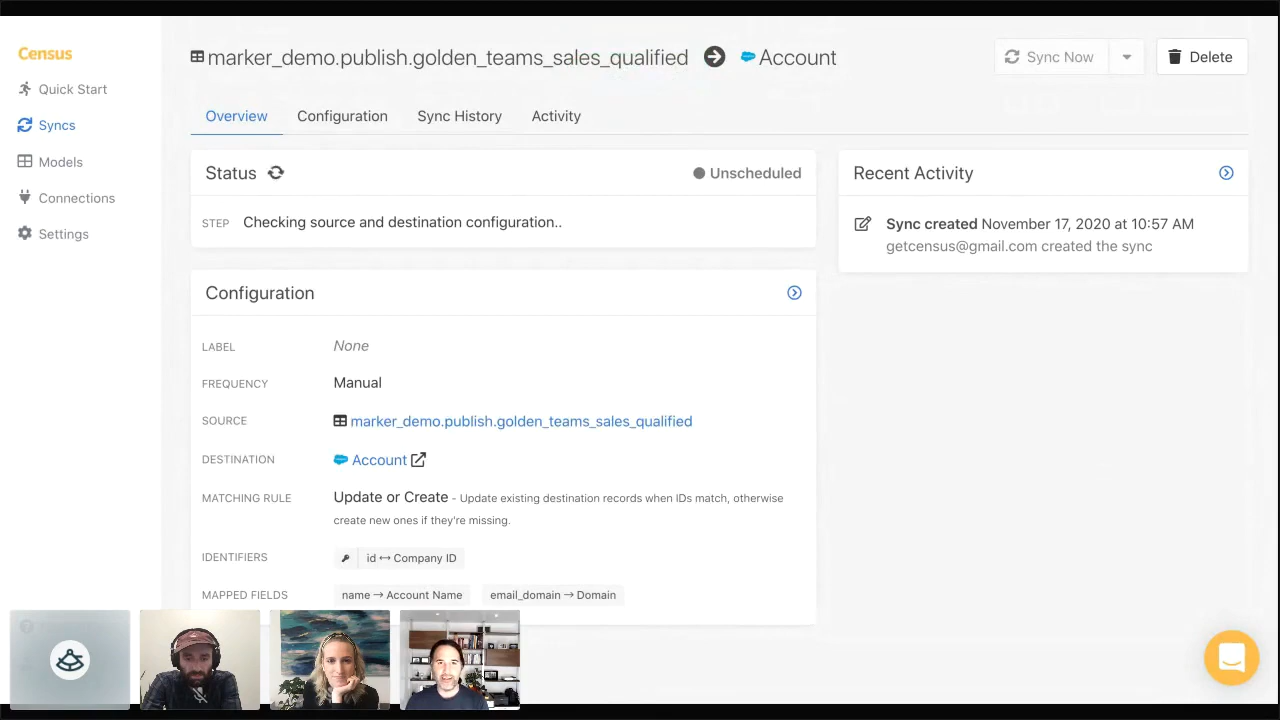 Census
Quick Start
Syncs
Models
Connections
Settings
marker_demo.publish.golden_teams_sales_qualified Account
Sync Now
Delete
Overview Configuration Sync History Activity
Status
Unscheduled
STEP Checking source and destination configuration..
Recent Activity
Sync created November 17, 2020 at 10:57 AM
getcensus@gmail.com created the sync
Configuration
LABEL None
FREQUENCY Manual
SOURCE marker_demo.publish.golden_teams_sales_qualified
DESTINATION Account
MATCHING RULE Update or Create - Update existing destination records when IDs match, otherwise
create new ones if they're missing.
IDENTIFIERS id ↔ Company ID
MAPPED FIELDS name → Account Name email_domain → Domain